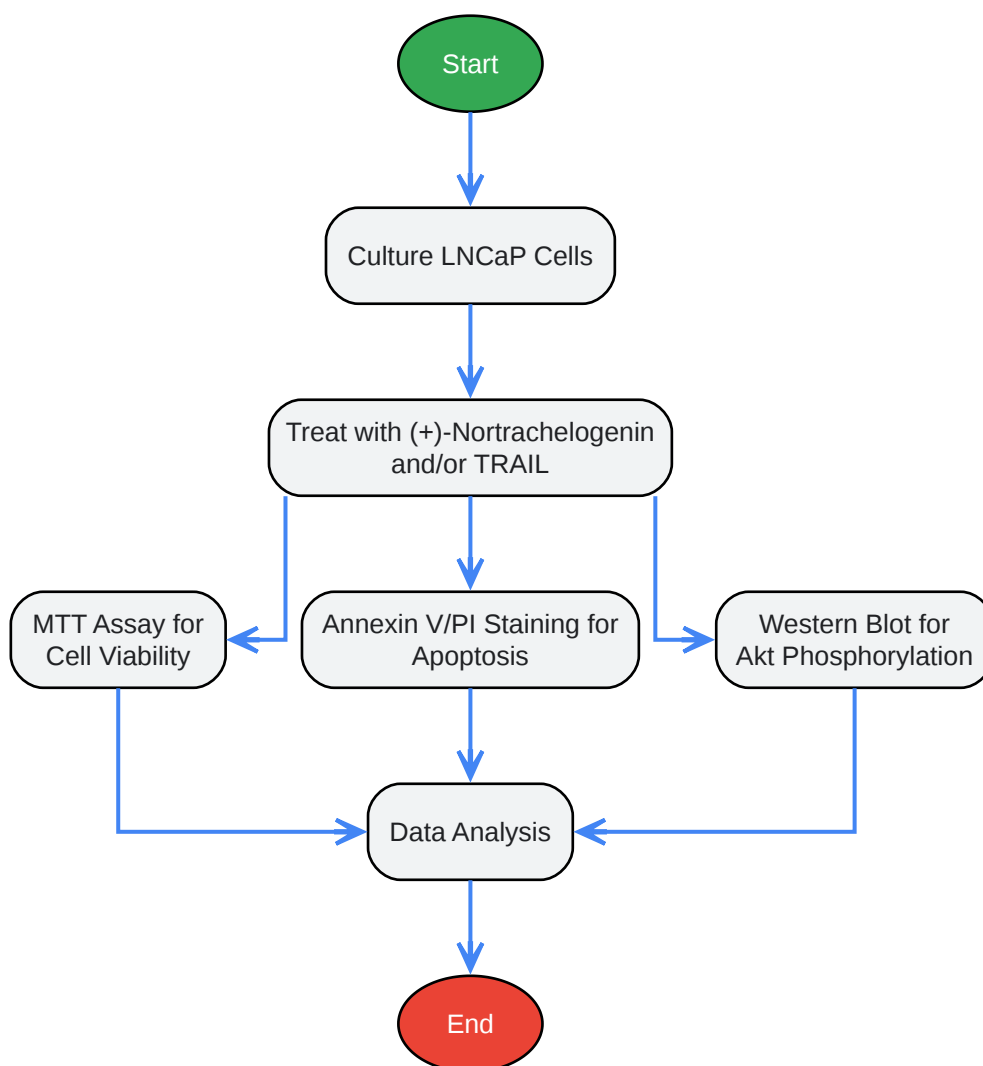 Start
Culture LNCaP Cells
Treat with (+)-Nortrachelogenin
and/or TRAIL
MTT Assay for
Cell Viability
Annexin V/PI Staining for
Apoptosis
Western Blot for
Akt Phosphorylation
Data Analysis
End